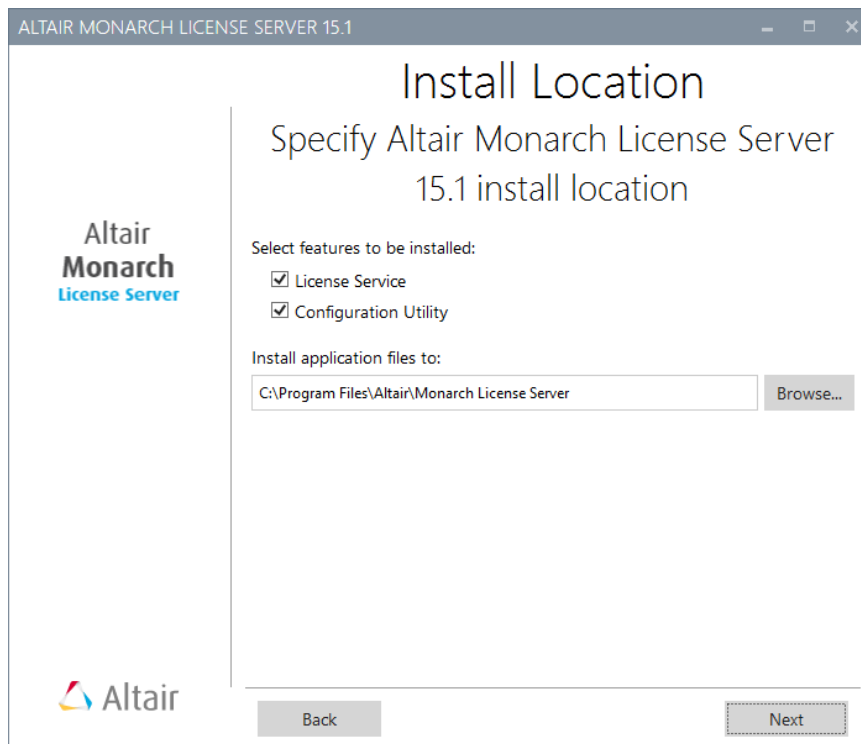 ALTAIR MONARCH LICENSE SERVER 15.1
Install Location
Specify Altair Monarch License Server
15.1 install location
Altair
Monarch
License Server
Select features to be installed:
License Service
Configuration Utility
Install application files to:
C:\Program Files\Altair\Monarch License Server
Browse...
Altair
Back
Next